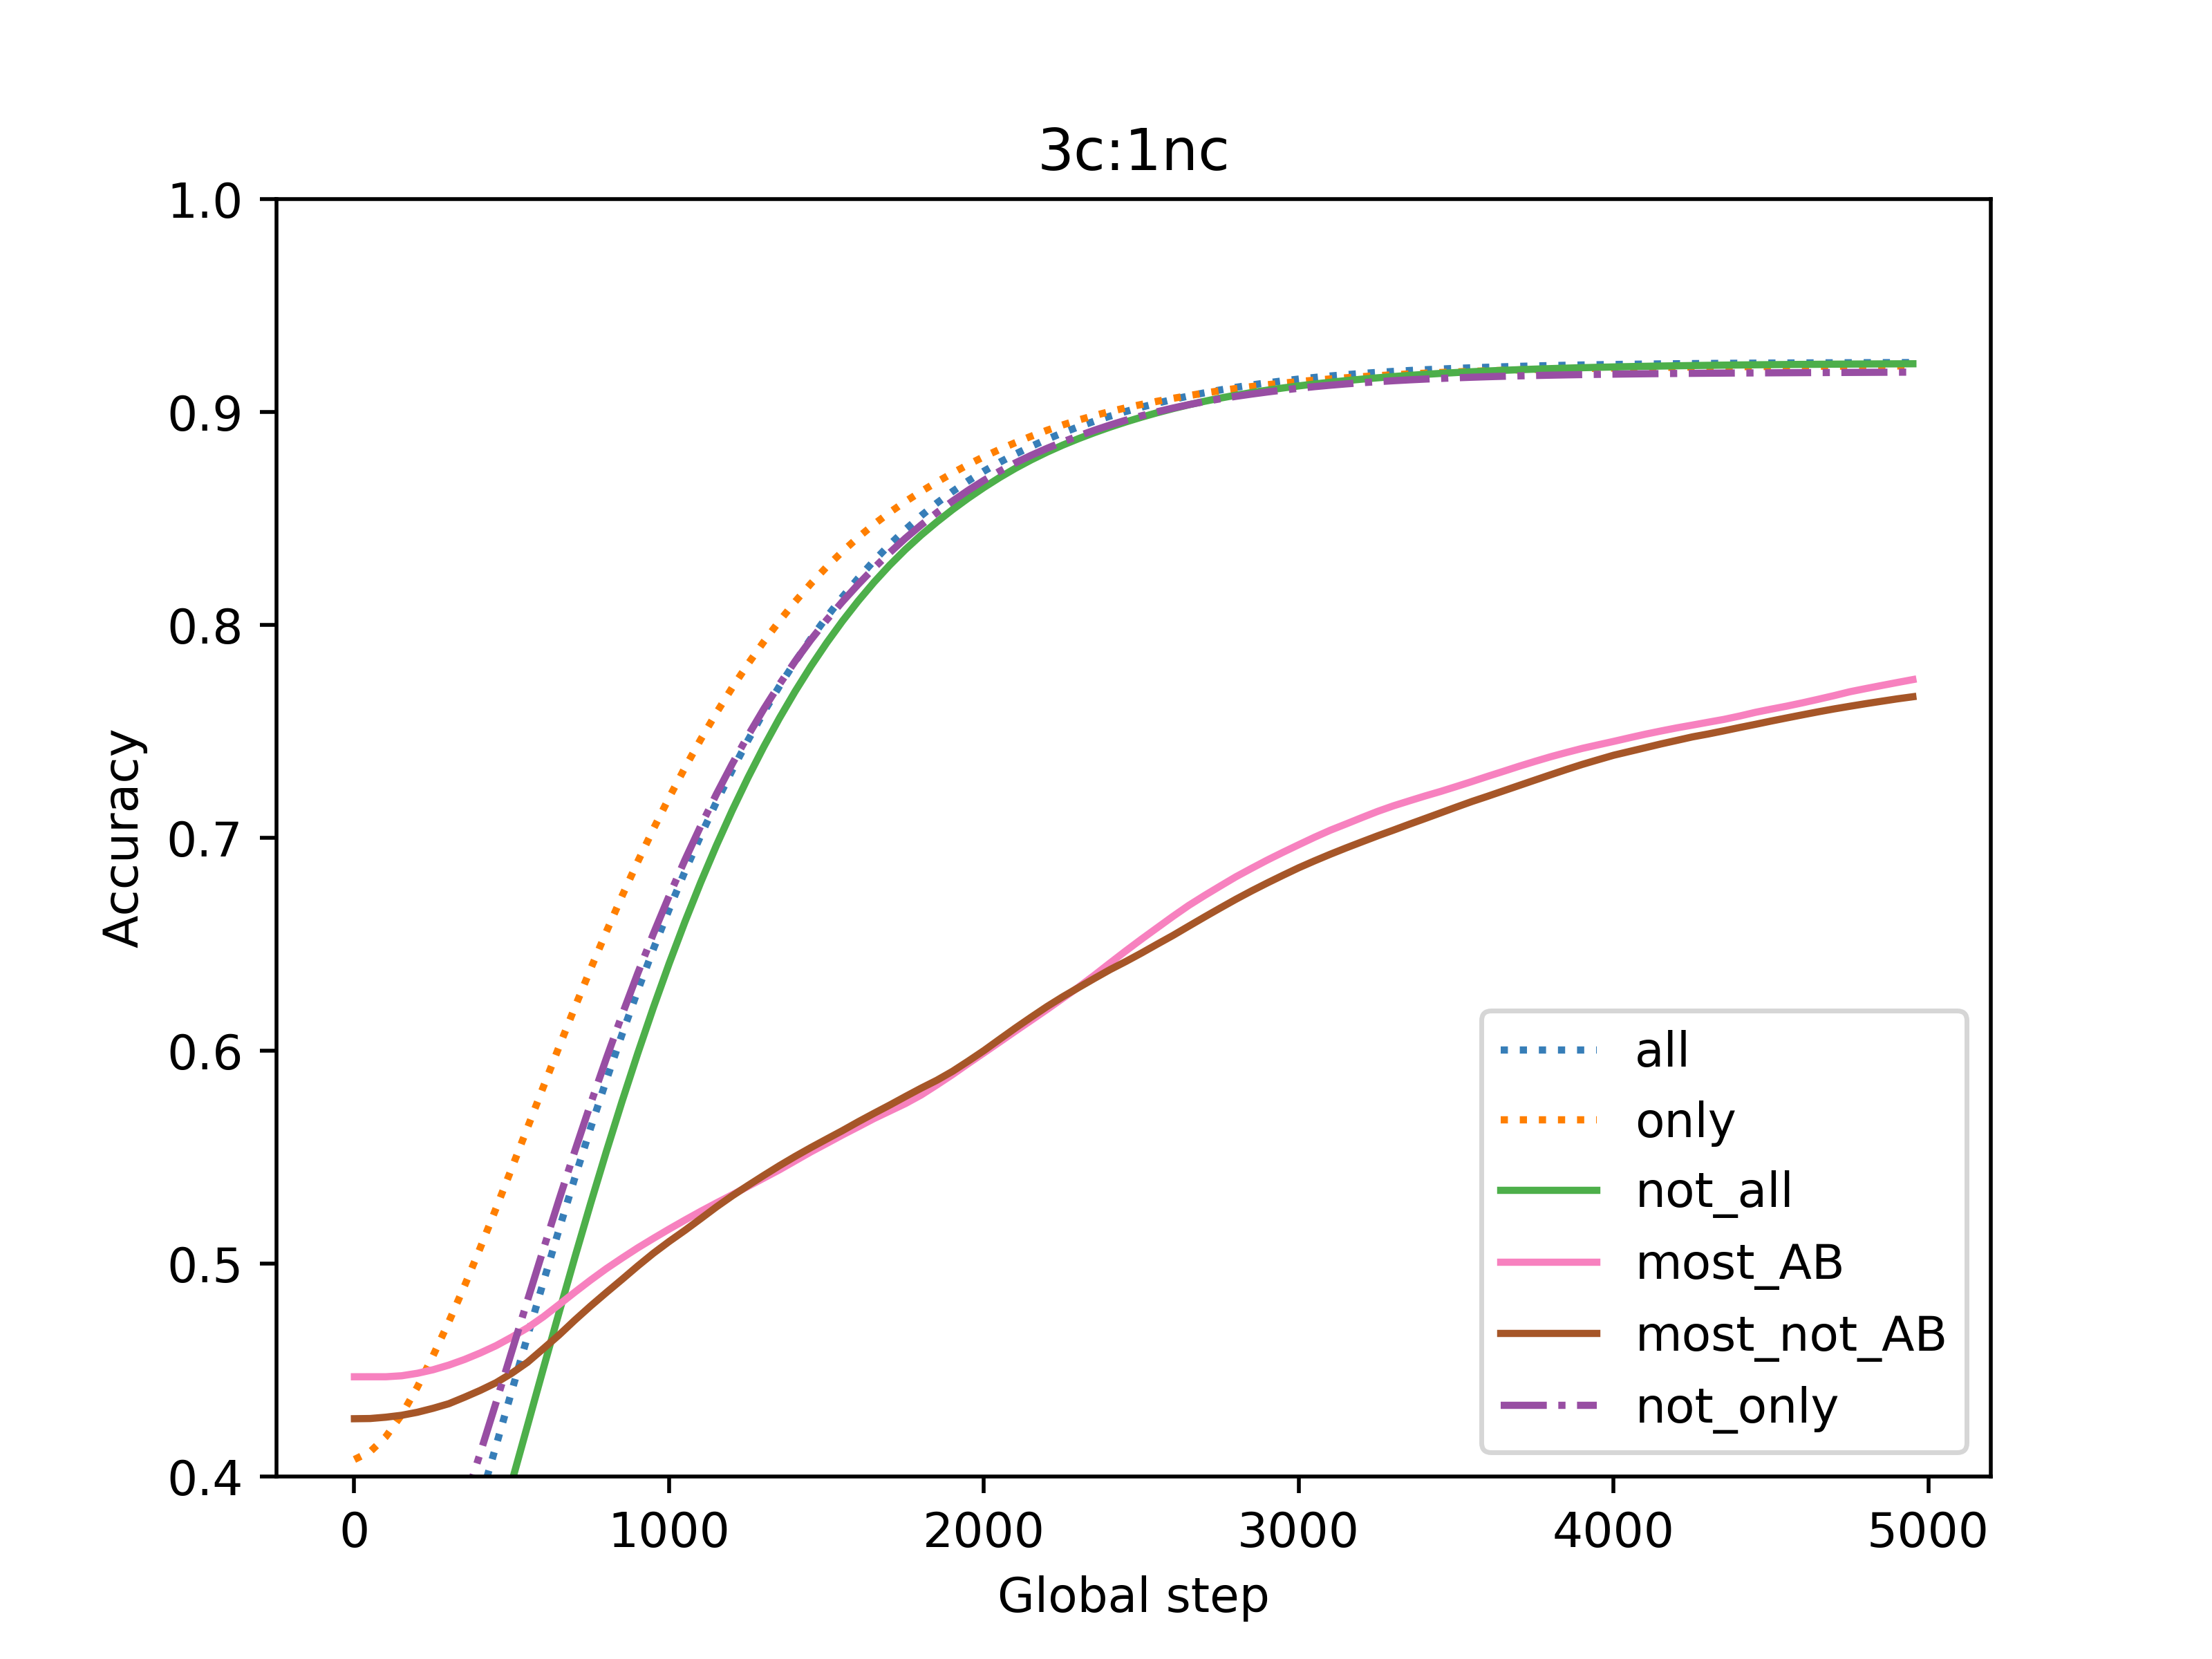 3c:1nc
1.0
0.9
0.8
0.7
0.6
0.5
0.4
Accuracy
0 1000 2000 3000 4000 5000
Global step
all
only
not_all
most_AB
most_not_AB
not_only